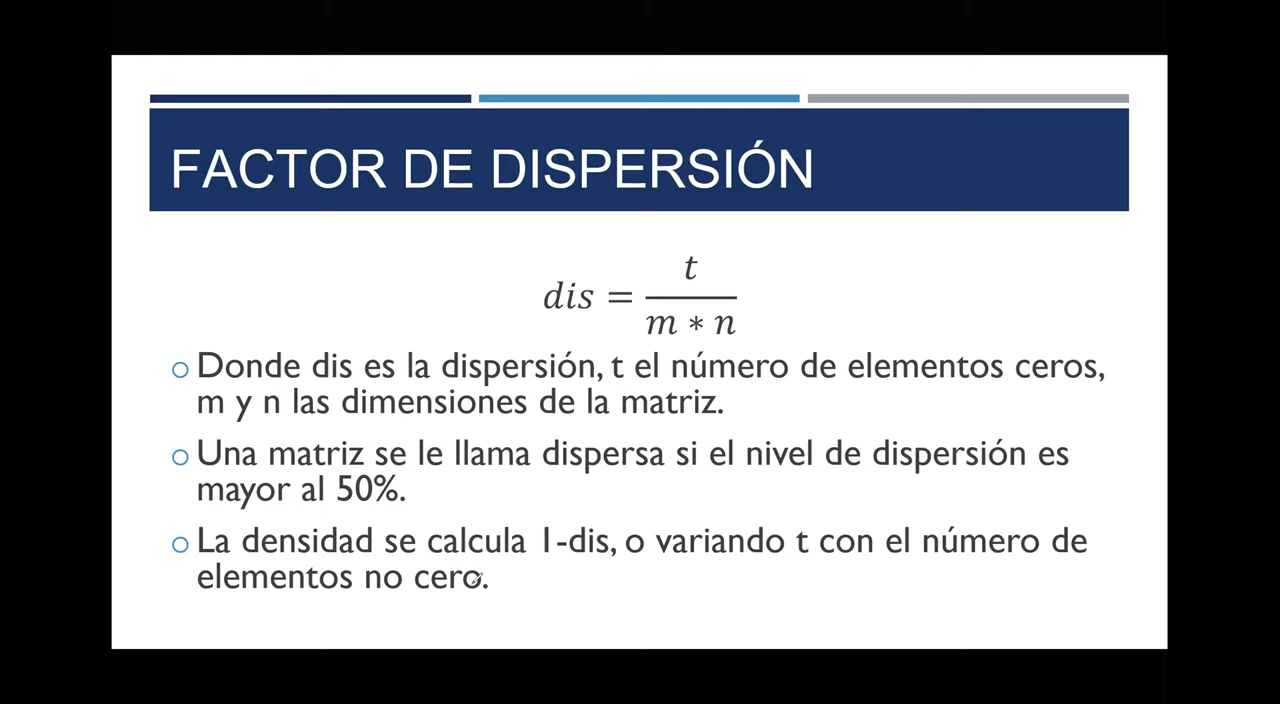 FACTOR DE DISPERSIÓN
dis = t / m ∗ n
Donde dis es la dispersión, t el número de elementos ceros,
m y n las dimensiones de la matriz.
Una matriz se le llama dispersa si el nivel de dispersión es
mayor al 50%.
La densidad se calcula 1-dis, o variando t con el número de
elementos no cero.